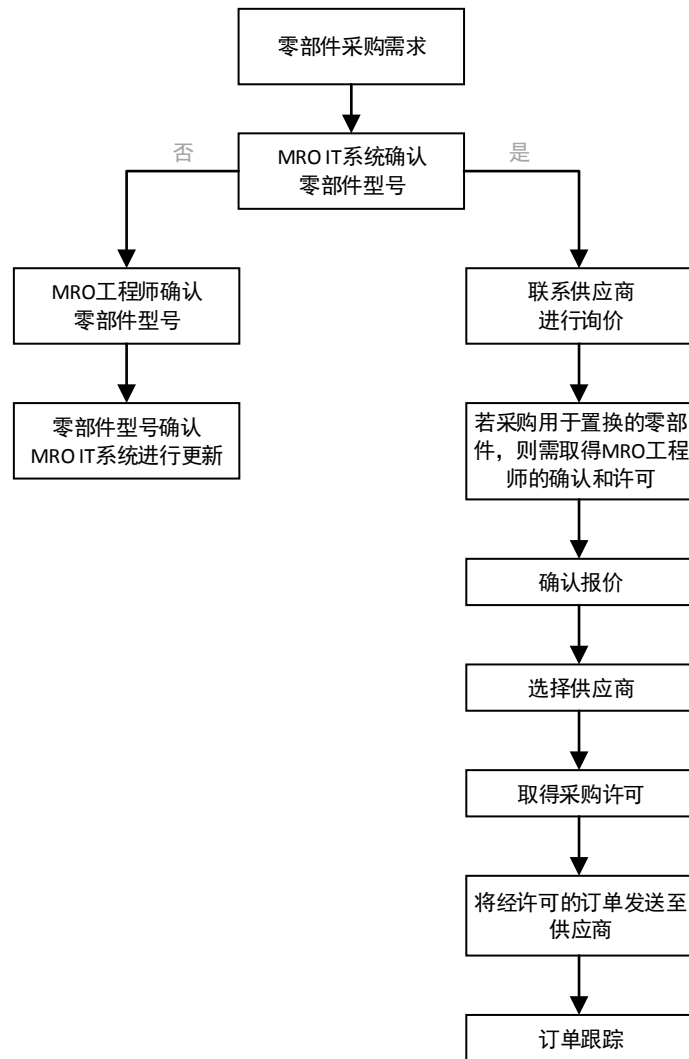 零部件采购需求
否
MRO IT系统确认
零部件型号
是
MRO工程师确认
零部件型号
联系供应商
进行询价
零部件型号确认
MRO IT系统进行更新
若采购用于置换的零部
件，则需取得MRO工程
师的确认和许可
确认报价
选择供应商
取得采购许可
将经许可的订单发送至
供应商
订单跟踪